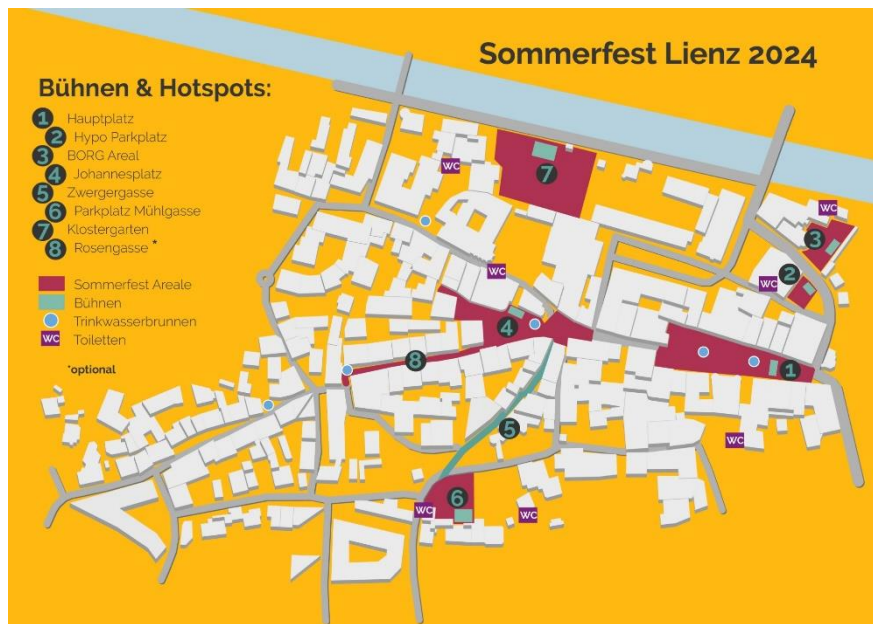 Sommerfest Lienz 2024
Bühnen & Hotspots:
1 Hauptplatz
2 Hypo Parkplatz
3 BORG Areal
4 Johannesplatz
5 Zwergergasse
6 Parkplatz Mühlgasse
7 Klostergarten
8 Rosengasse *
Sommerfest Areale
Bühnen
Trinkwasserbrunnen
WC Toiletten
*optional
WC
7
WC
3
WC
2
WC
4
8
1
5
WC
6
WC
WC